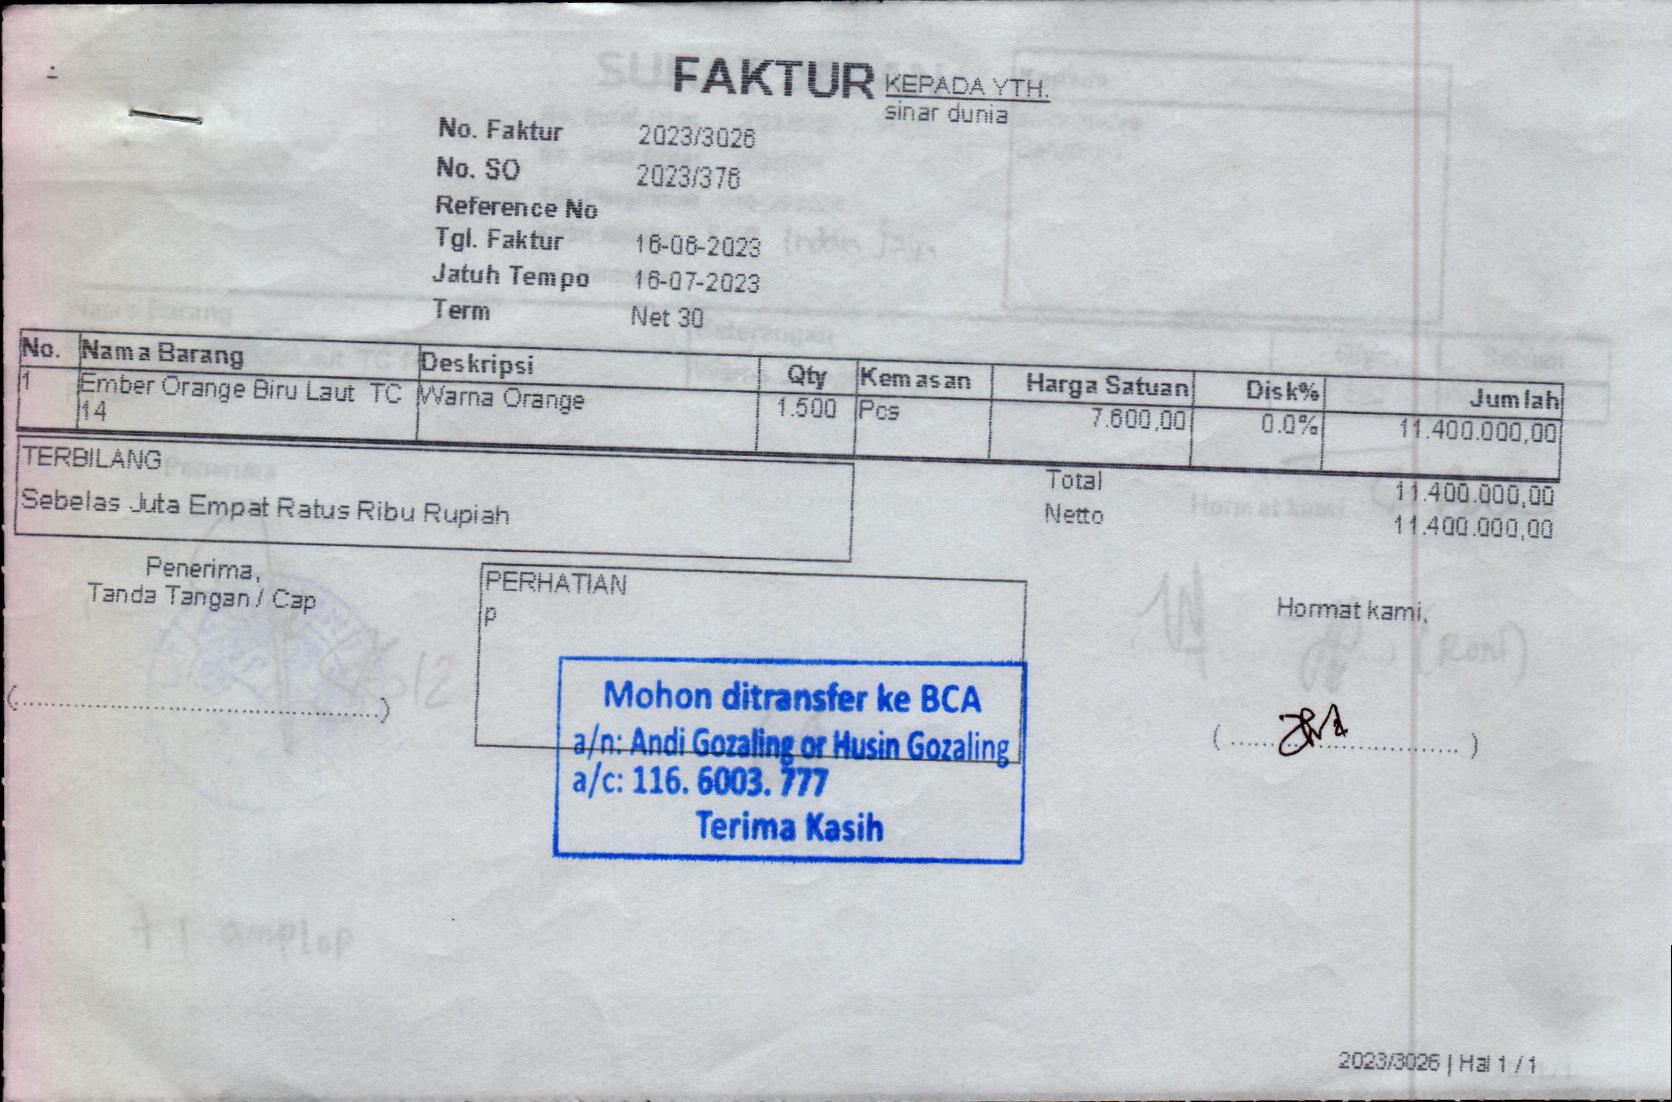 FAKTUR
KEPADA YTH.
sinar dunia
No. Faktur 2023/3026
No. SO 2023/376
Reference No
Tgl. Faktur 16-06-2023
Jatuh Tempo 16-07-2023
Term Net 30
No. Nama Barang Deskripsi Qty Kemasan Harga Satuan Disk% Jumlah
1 Ember Orange Biru Laut TC Warna Orange 1.500 Pcs 7.600,00 0.0% 11.400.000,00
14
TERBILANG
Sebelas Juta Empat Ratus Ribu Rupiah
Total 11.400.000,00
Netto 11.400.000,00
Penerima,
Tanda Tangan / Cap
(........................................)
PERHATIAN
p
Hormat kami,
(........................................)
Mohon ditransfer ke BCA
a/n: Andi Gozaling or Husin Gozaling
a/c: 116. 6003. 777
Terima Kasih
+ 1 amplop
2023/3026 | Hal 1 / 1